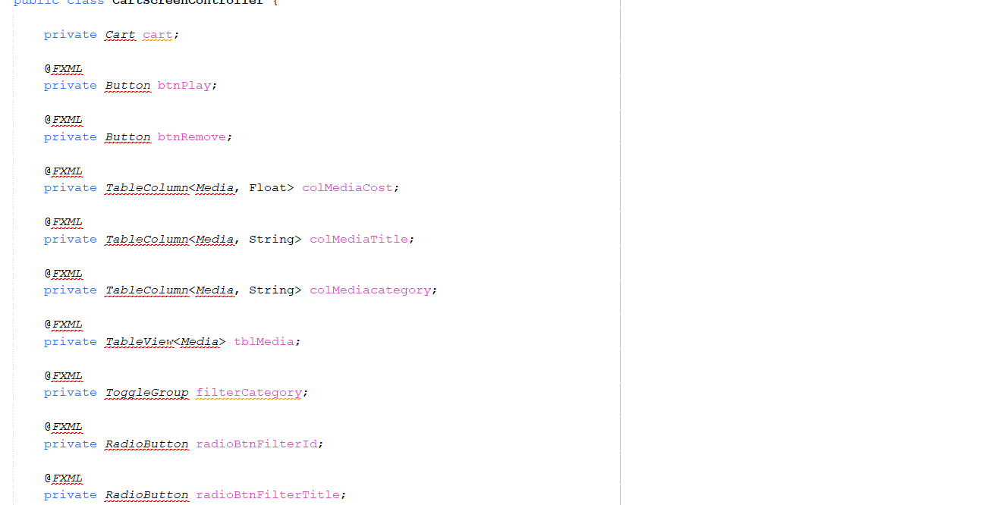 public class CartScreenController {
private Cart cart;
@FXML
private Button btnPlay;
@FXML
private Button btnRemove;
@FXML
private TableColumn<Media, Float> colMediaCost;
@FXML
private TableColumn<Media, String> colMediaTitle;
@FXML
private TableColumn<Media, String> colMediacategory;
@FXML
private TableView<Media> tblMedia;
@FXML
private ToggleGroup filterCategory;
@FXML
private RadioButton radioBtnFilterId;
@FXML
private RadioButton radioBtnFilterTitle;